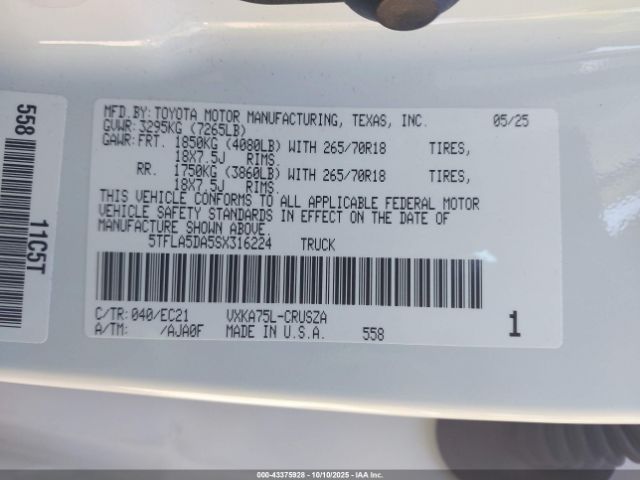 MFD.BY:TOYOTA MOTOR MANUFACTURING, TEXAS, INC. 05/25
GVWR: 3295KG (7265LB)
GAWR:FRT. 1850KG (4080LB) WITH 265/70R18 TIRES,
18X7.5J RIMS.
RR. 1750KG (3860LB) WITH 265/70R18 TIRES,
18X7.5J RIMS.
THIS VEHICLE CONFORMS TO ALL APPLICABLE FEDERAL MOTOR
VEHICLE SAFETY STANDARDS IN EFFECT ON THE DATE OF
MANUFACTURE SHOWN ABOVE.
5TFLA5DA5SX316224 TRUCK
C/TR:040/EC21 VXKA75L-CRUSZA
A/TM: /AJA0F MADE IN U.S.A. 558 1
558 11C5T
000-43375928 - 10/10/2025 - Copyright © 2025 IAA, Inc.